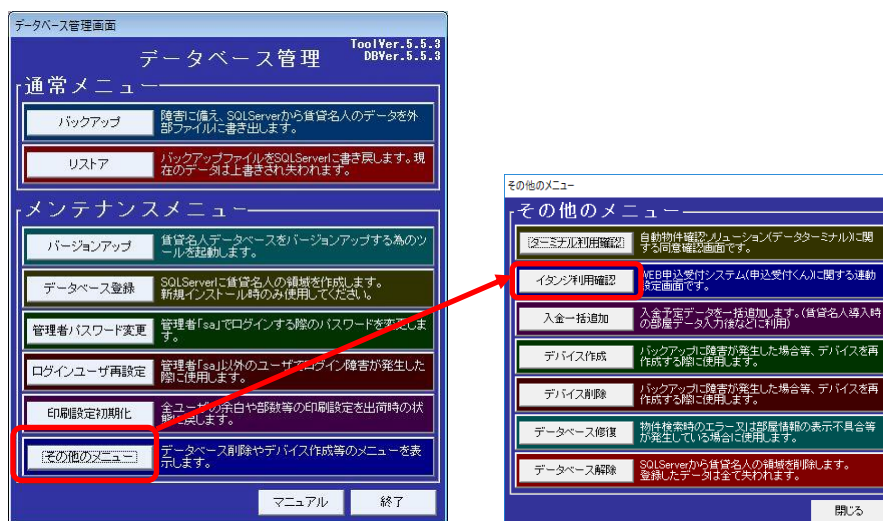 データベース管理画面
データベース管理
ToolVer.5.5.3
DBVer.5.5.3
通常メニュー
バックアップ
障害に備え、SQLServerから賃貸名人のデータを外
部ファイルに書き出します。
リストア
バックアップファイルをSQLServerに書き戻します。現
在のデータは上書きされ失われます。
メンテナンスメニュー
バージョンアップ
賃貸名人データベースをバージョンアップする為のツ
ールを起動します。
データベース登録
SQLServerに賃貸名人の領域を作成します。
新規インストール時のみ使用してください。
管理者パスワード変更
管理者「sa」でログインする際のパスワードを変更しま
す。
ログインユーザ再設定
管理者「sa」以外のユーザでログイン障害が発生した
際に使用します。
印刷設定初期化
全ユーザの余白や部数等の印刷設定を出荷時の状
態に戻します。
その他のメニュー
データベース削除やデバイス作成等のメニューを表
示します。
マニュアル
終了
その他のメニュー
その他のメニュー
ターミナル利用確認
自動物件確認ソリューション(データターミナル)に関
する同意確認画面です。
イタンジ利用確認
WEB申込受付システム(申込受付くん)に関する連動
設定画面です。
入金一括追加
入金予定データを一括追加します。(賃貸名人導入時
の部屋データ入力後などに利用)
デバイス作成
バックアップに障害が発生した場合等、デバイスを再
作成する際に使用します。
デバイス削除
バックアップに障害が発生した場合等、デバイスを再
作成する際に使用します。
データベース修復
物件検索時のエラー又は部屋情報の表示不具合等
が発生している場合に使用します。
データベース解除
SQLServerから賃貸名人の領域を削除します。
登録したデータは全て失われます。
閉じる